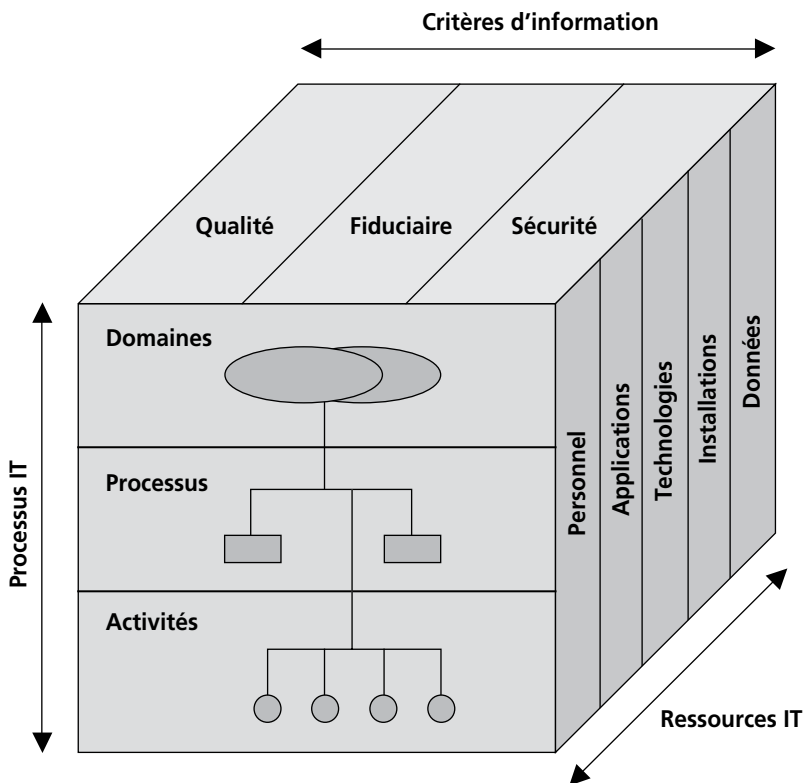 Critères d’information
Qualité
Fiduciaire
Sécurité
Processus IT
Domaines
Processus
Activités
Personnel
Applications
Technologies
Installations
Données
Ressources IT